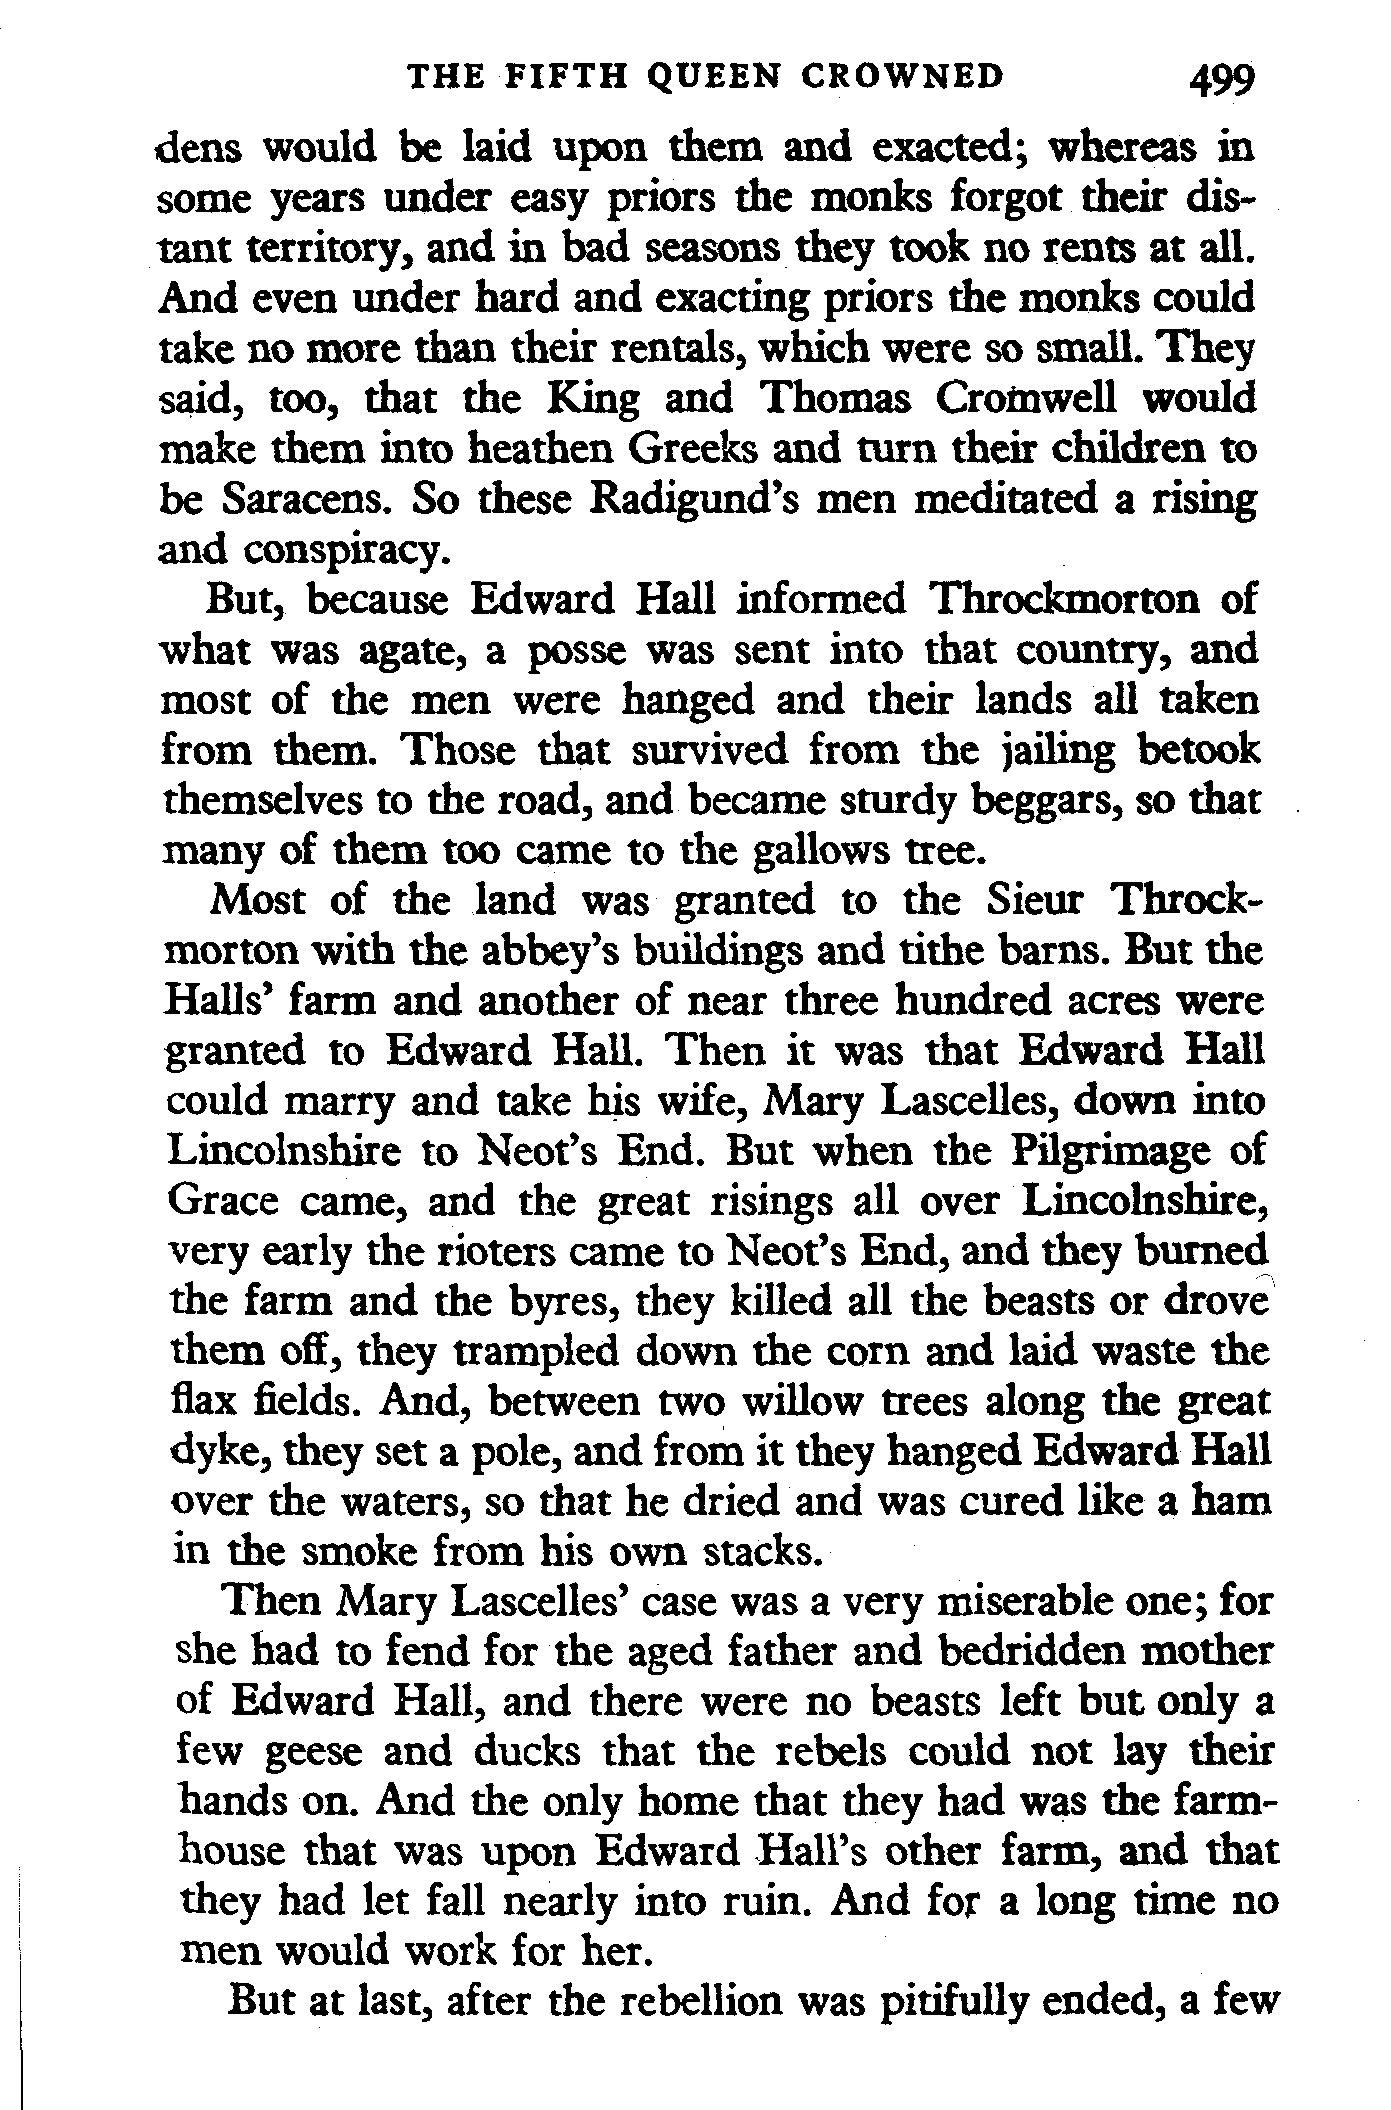 THE FIFTH QUEEN CROWNED 499
dens would be laid upon them and exacted; whereas in
some years under easy priors the monks forgot their dis-
tant territory, and in bad seasons they took no rents at all.
And even under hard and exacting priors the monks could
take no more than their rentals, which were so small. They
said, too, that the King and Thomas Cromwell would
make them into heathen Greeks and turn their children to
be Saracens. So these Radigund's men meditated a rising
and conspiracy.
But, because Edward Hall informed Throckmorton of
what was agate, a posse was sent into that country, and
most of the men were hanged and their lands all taken
from them. Those that survived from the jailing betook
themselves to the road, and became sturdy beggars, so that
many of them too came to the gallows tree.
Most of the land was granted to the Sieur Throck-
morton with the abbey's buildings and tithe barns. But the
Halls' farm and another of near three hundred acres were
granted to Edward Hall. Then it was that Edward Hall
could marry and take his wife, Mary Lascelles, down into
Lincolnshire to Neot's End. But when the Pilgrimage of
Grace came, and the great risings all over Lincolnshire,
very early the rioters came to Neot's End, and they burned
the farm and the byres, they killed all the beasts or drove
them off, they trampled down the corn and laid waste the
flax fields. And, between two willow trees along the great
dyke, they set a pole, and from it they hanged Edward Hall
over the waters, so that he dried and was cured like a ham
in the smoke from his own stacks.
Then Mary Lascelles' case was a very miserable one; for
she had to fend for the aged father and bedridden mother
of Edward Hall, and there were no beasts left but only a
few geese and ducks that the rebels could not lay their
hands on. And the only home that they had was the farm-
house that was upon Edward Hall's other farm, and that
they had let fall nearly into ruin. And for a long time no
men would work for her.
But at last, after the rebellion was pitifully ended, a few